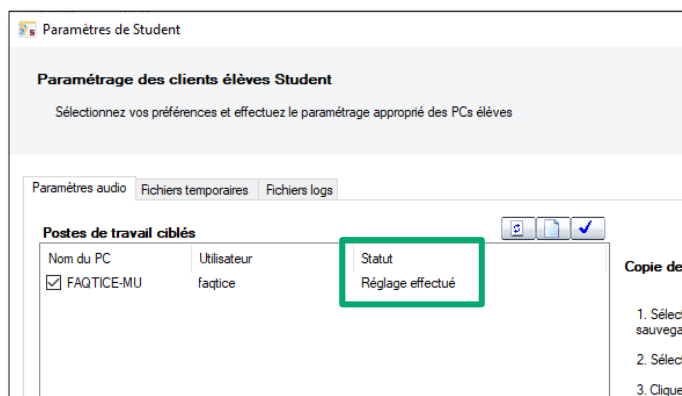 Paramètres de Student
Paramétrage des clients élèves Student
Sélectionnez vos préférences et effectuez le paramétrage approprié des PCs élèves
Paramètres audio Fichiers temporaires Fichiers logs
Postes de travail ciblés
Nom du PC Utilisateur Statut
FAQTICE-MU faqtice Réglage effectué
Copie de
1. Sélect
sauvega
2. Sélect
3. Clique